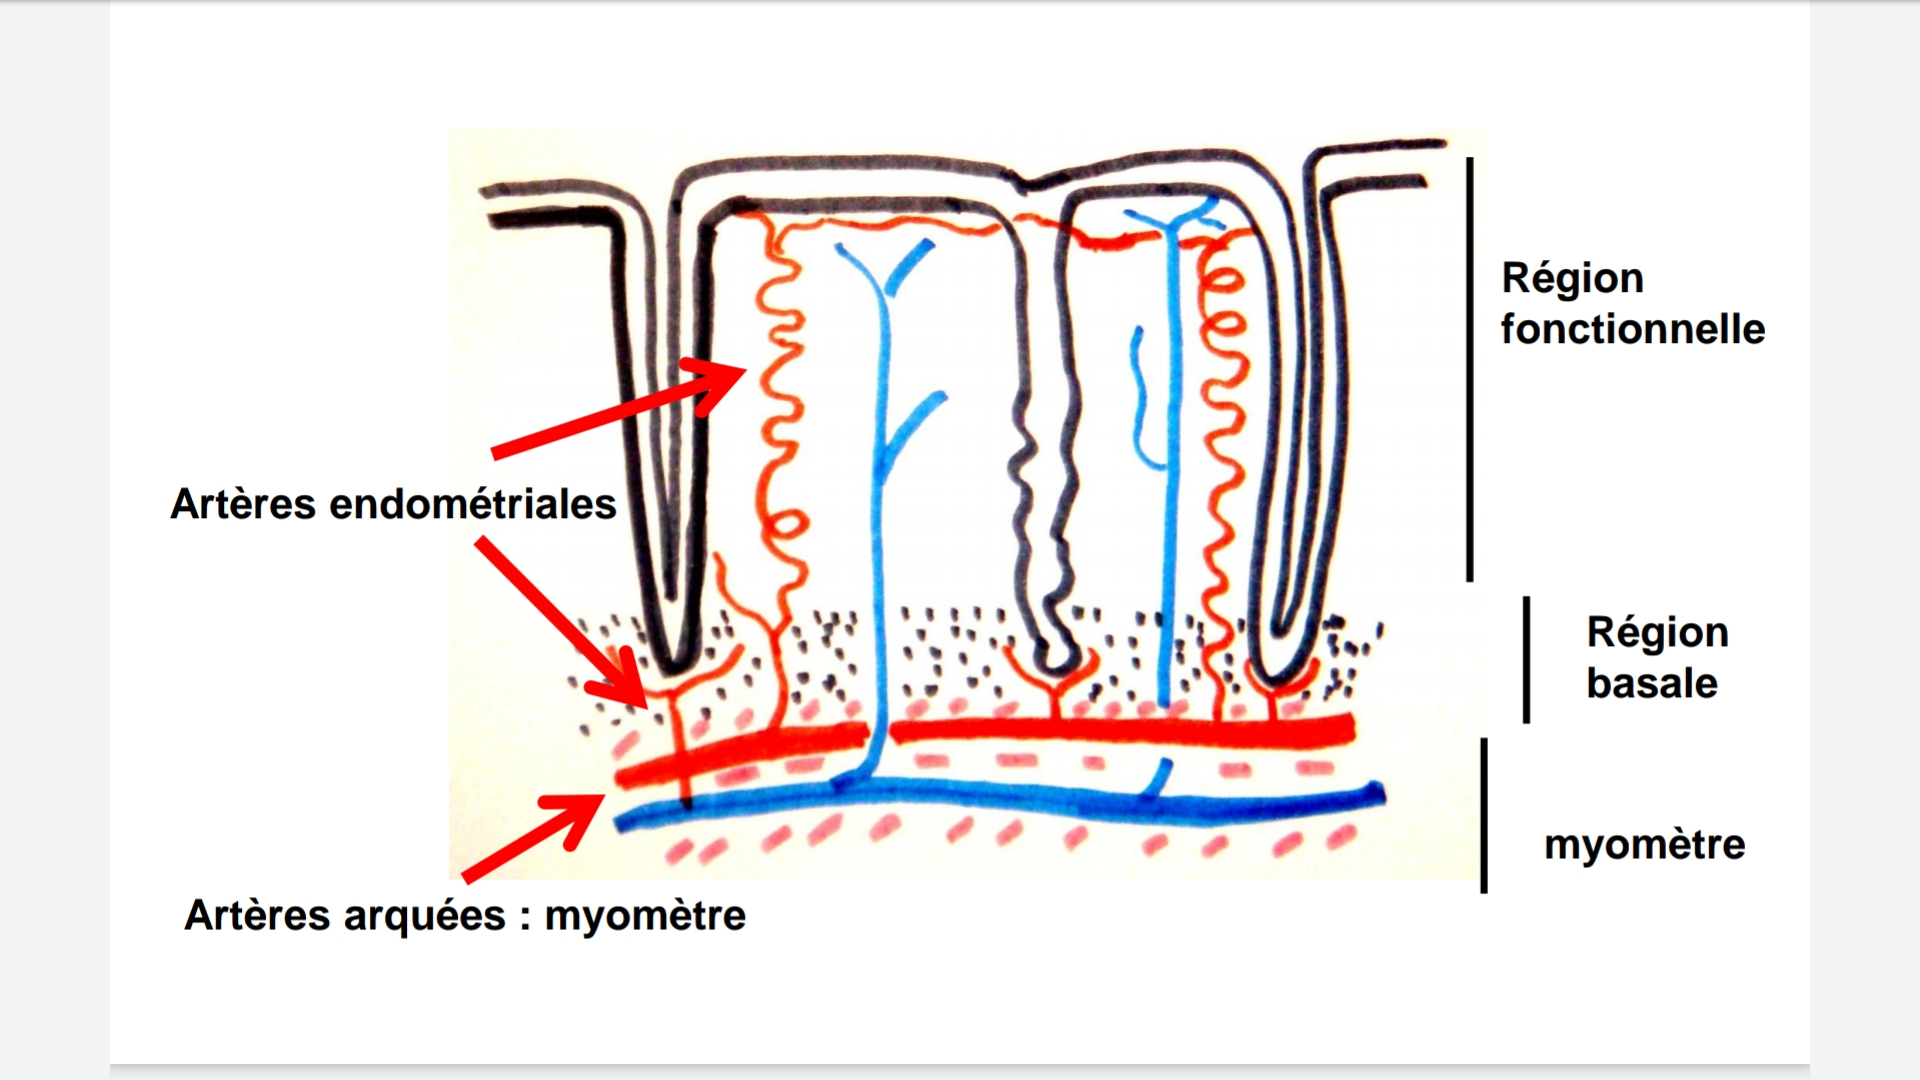 Région
fonctionnelle
Artères endométriales
Région
basale
myomètre
Artères arquées : myomètre